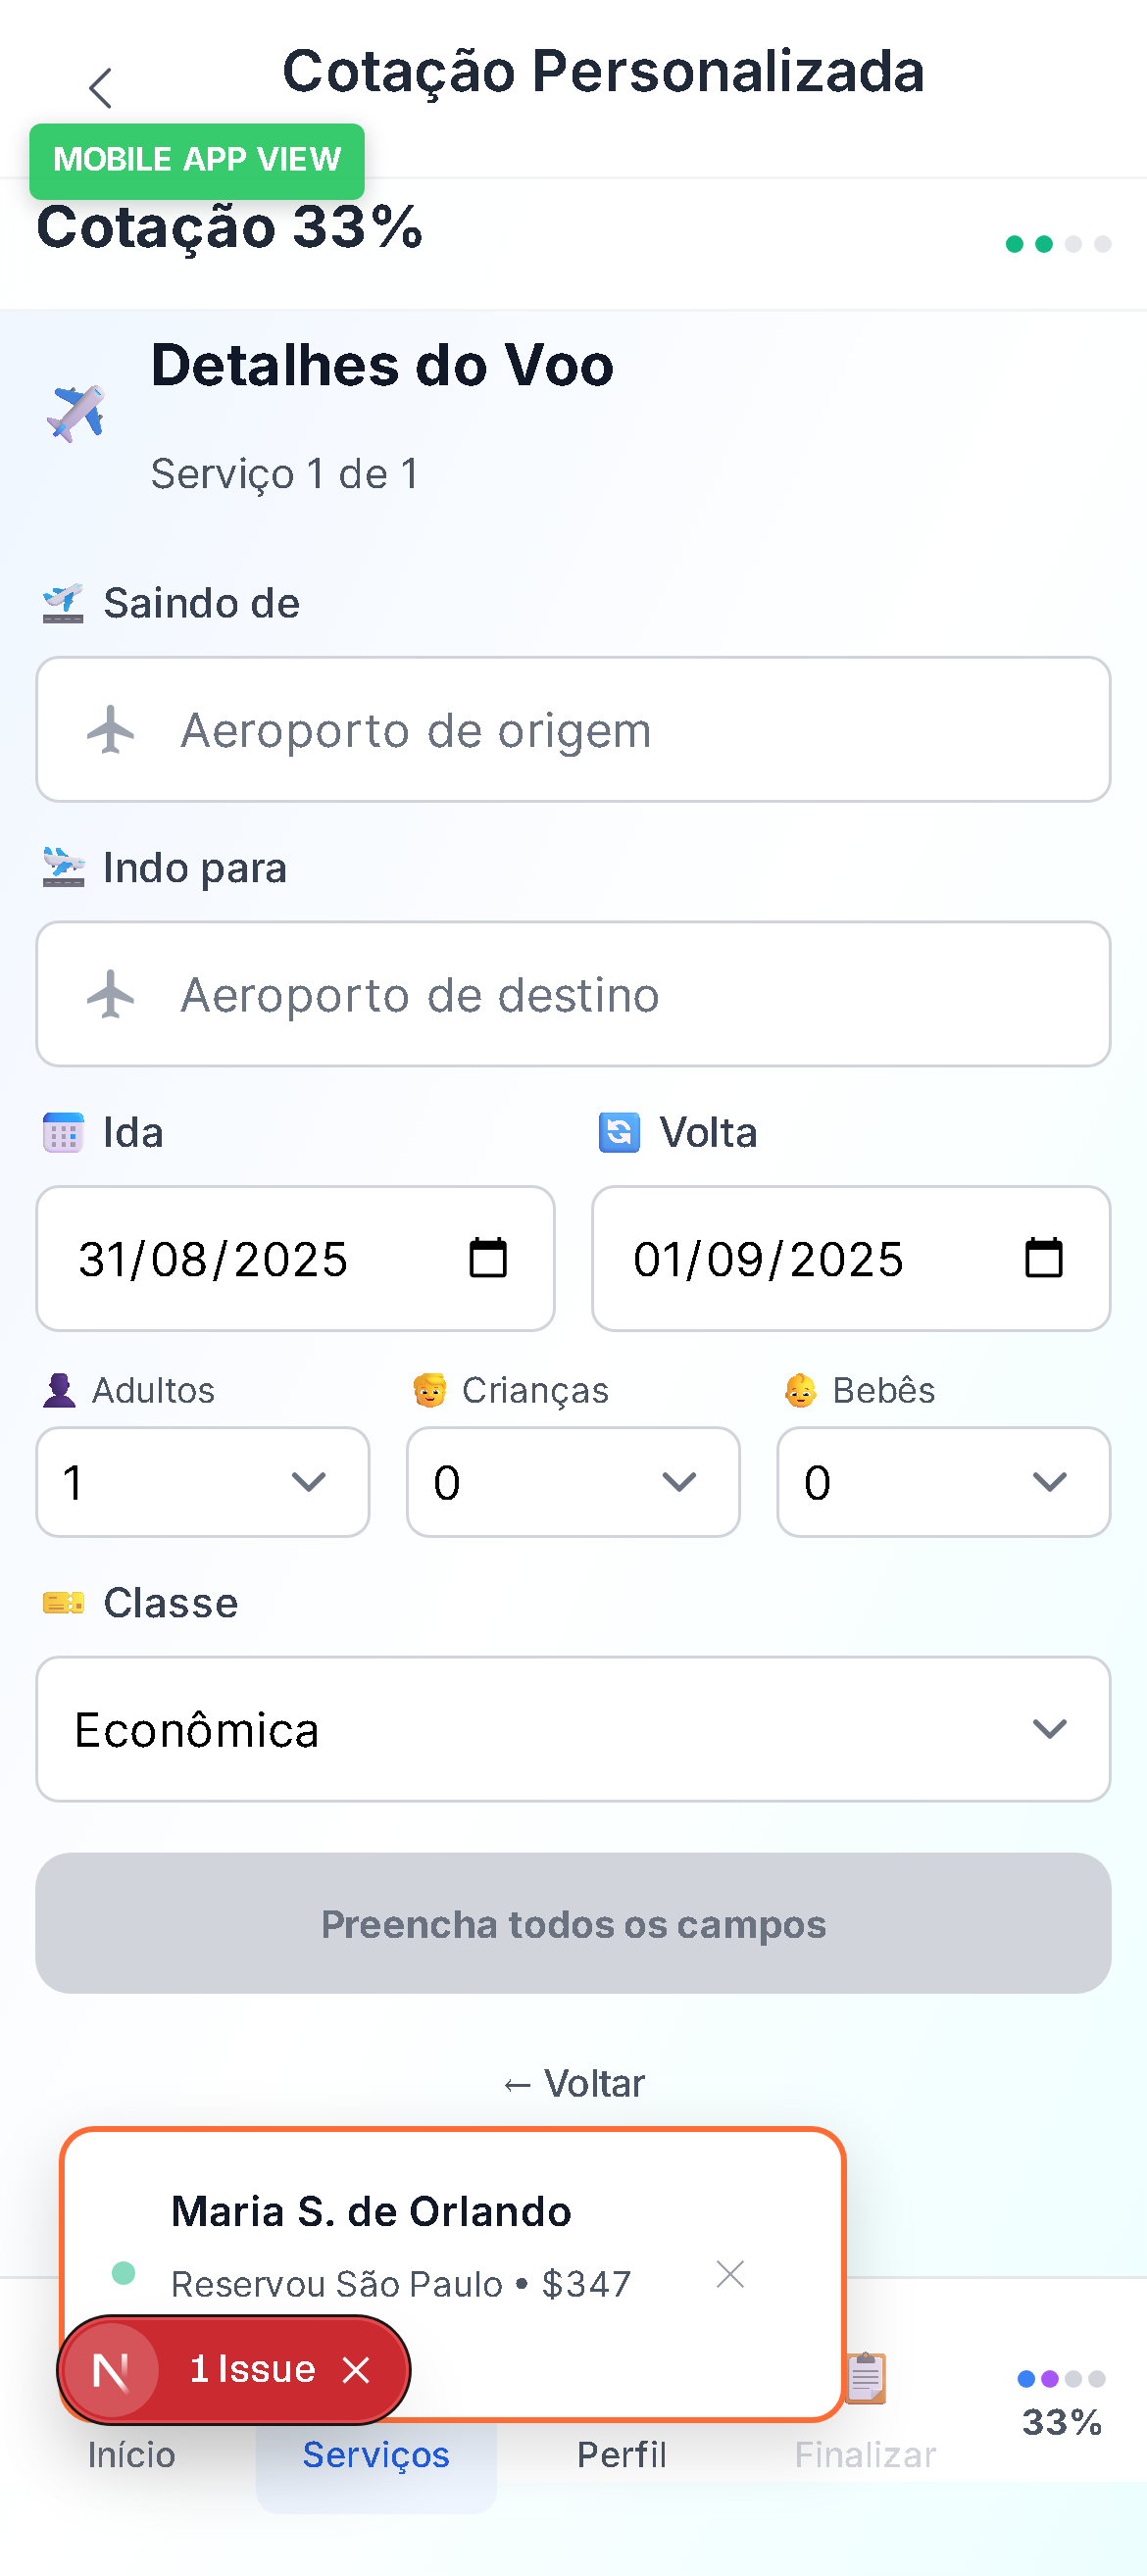 Cotação Personalizada
MOBILE APP VIEW
Cotação 33%
Detalhes do Voo
Serviço 1 de 1
Saindo de
Aeroporto de origem
Indo para
Aeroporto de destino
Ida
Volta
31/08/2025
01/09/2025
Adultos
Crianças
Bebês
1
0
0
Classe
Econômica
Preencha todos os campos
← Voltar
Maria S. de Orlando
Reservou São Paulo • $347
N 1 Issue
33%
Início
Serviços
Perfil
Finalizar